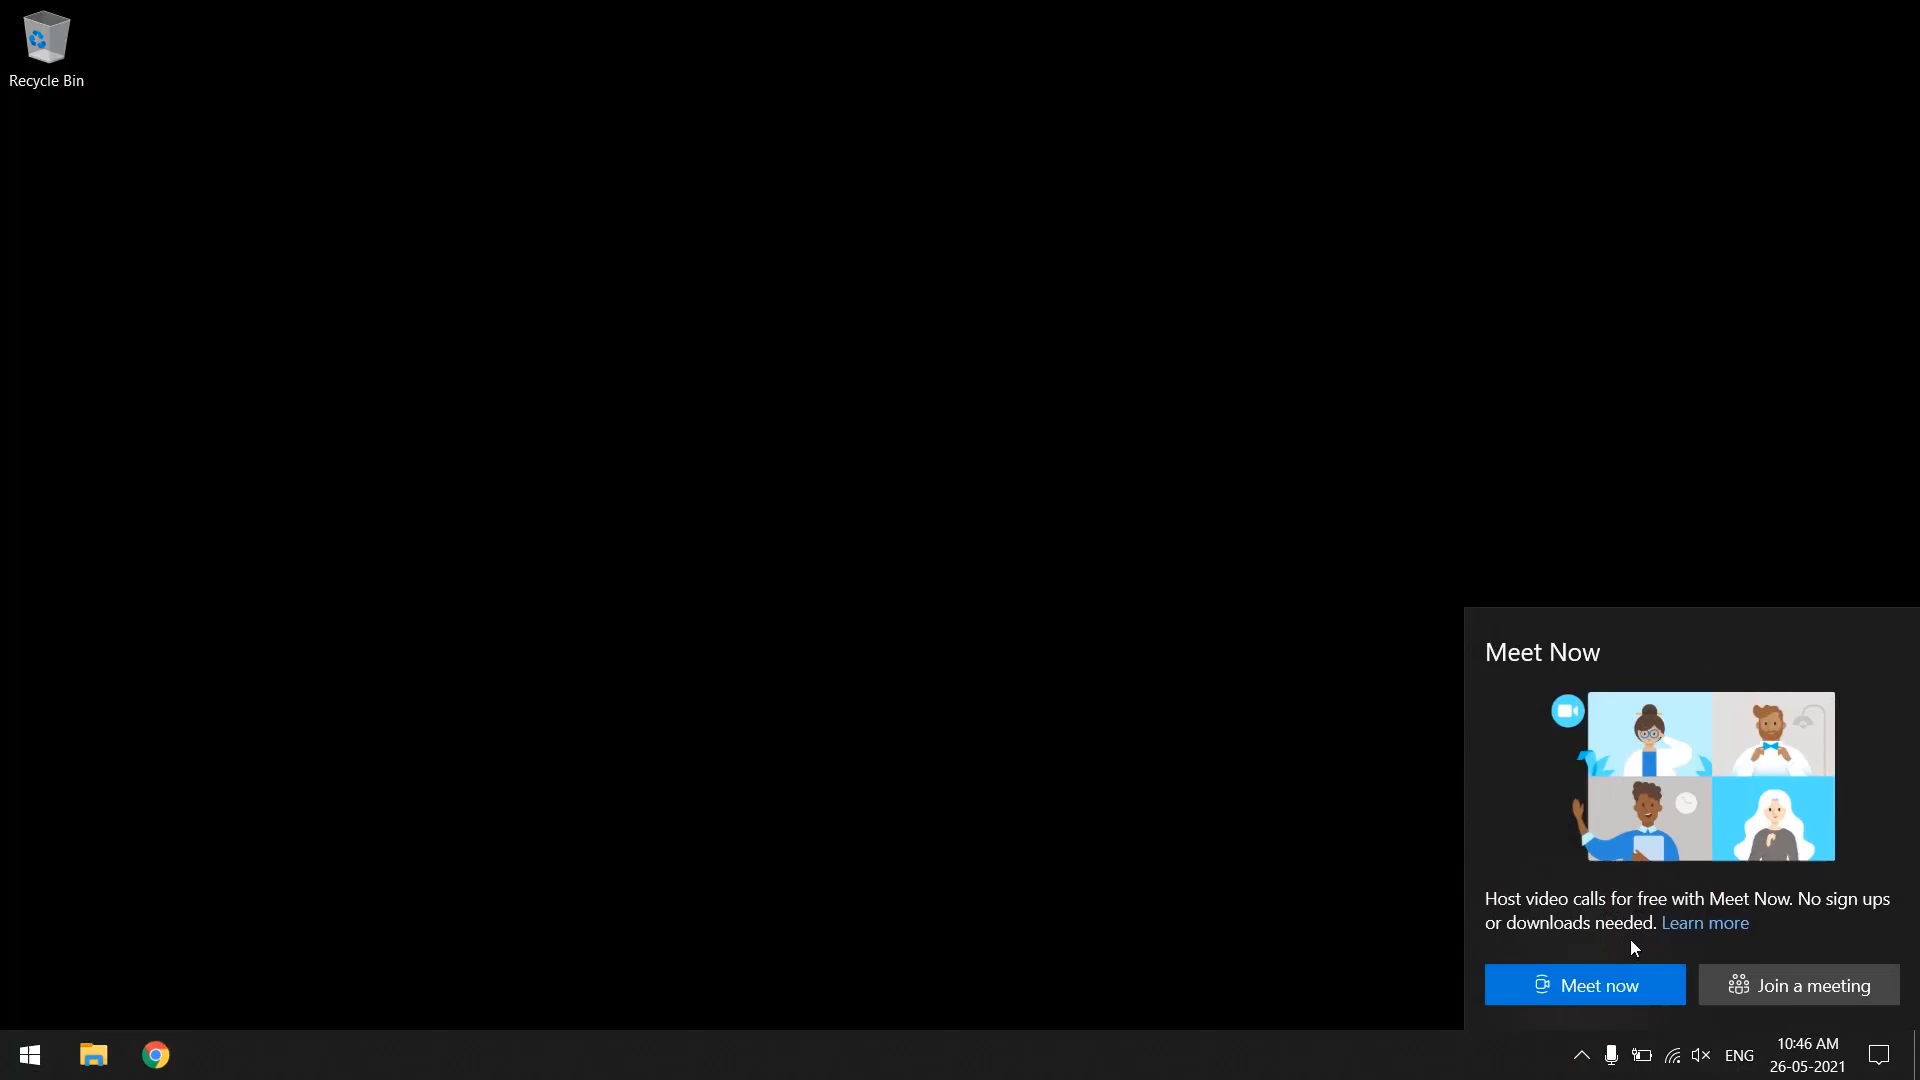 Recycle Bin
Meet Now
Host video calls for free with Meet Now. No sign ups
or downloads needed. Learn more
Meet now
Join a meeting
ENG
10:46 AM
26-05-2021